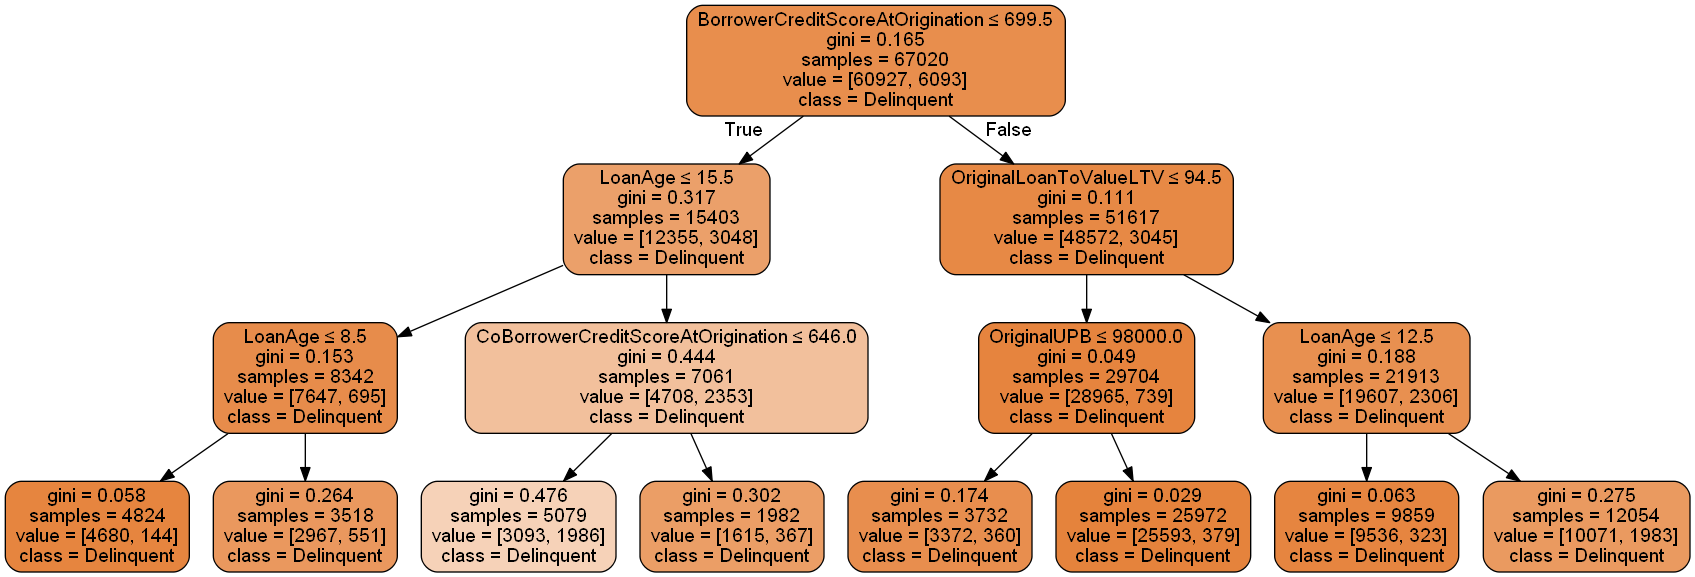 BorrowerCreditScoreAtOrigination ≤ 699.5
gini = 0.165
samples = 67020
value = [60927, 6093]
class = Delinquent
True
False
LoanAge ≤ 15.5
gini = 0.317
samples = 15403
value = [12355, 3048]
class = Delinquent
OriginalLoanToValueLTV ≤ 94.5
gini = 0.111
samples = 51617
value = [48572, 3045]
class = Delinquent
LoanAge ≤ 8.5
gini = 0.153
samples = 8342
value = [7647, 695]
class = Delinquent
CoBorrowerCreditScoreAtOrigination ≤ 646.0
gini = 0.444
samples = 7061
value = [4708, 2353]
class = Delinquent
OriginalUPB ≤ 98000.0
gini = 0.049
samples = 29704
value = [28965, 739]
class = Delinquent
LoanAge ≤ 12.5
gini = 0.188
samples = 21913
value = [19607, 2306]
class = Delinquent
gini = 0.058
samples = 4824
value = [4680, 144]
class = Delinquent
gini = 0.264
samples = 3518
value = [2967, 551]
class = Delinquent
gini = 0.476
samples = 5079
value = [3093, 1986]
class = Delinquent
gini = 0.302
samples = 1982
value = [1615, 367]
class = Delinquent
gini = 0.174
samples = 3732
value = [3372, 360]
class = Delinquent
gini = 0.029
samples = 25972
value = [25593, 379]
class = Delinquent
gini = 0.063
samples = 9859
value = [9536, 323]
class = Delinquent
gini = 0.275
samples = 12054
value = [10071, 1983]
class = Delinquent